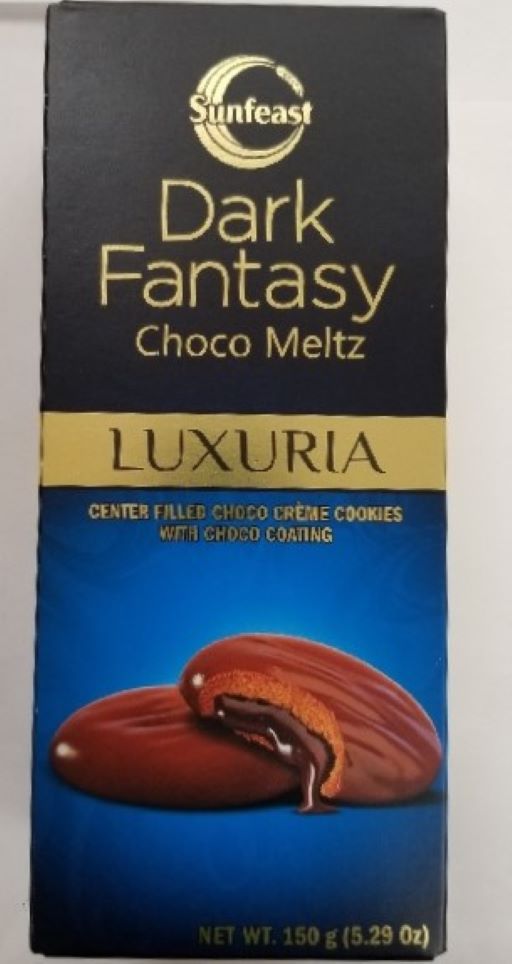 Sunfeast
Dark
Fantasy
Choco Meltz
LUXURIA
CENTER FILLED CHOCO CRÈME COOKIES
WITH CHOCO COATING
NET WT. 150 g (5.29 Oz)